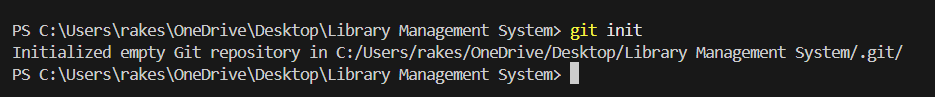 PS C:\Users\rakes\OneDrive\Desktop\Library Management System> git init
Initialized empty Git repository in C:/Users/rakes/OneDrive/Desktop/Library Management System/.git/
PS C:\Users\rakes\OneDrive\Desktop\Library Management System>